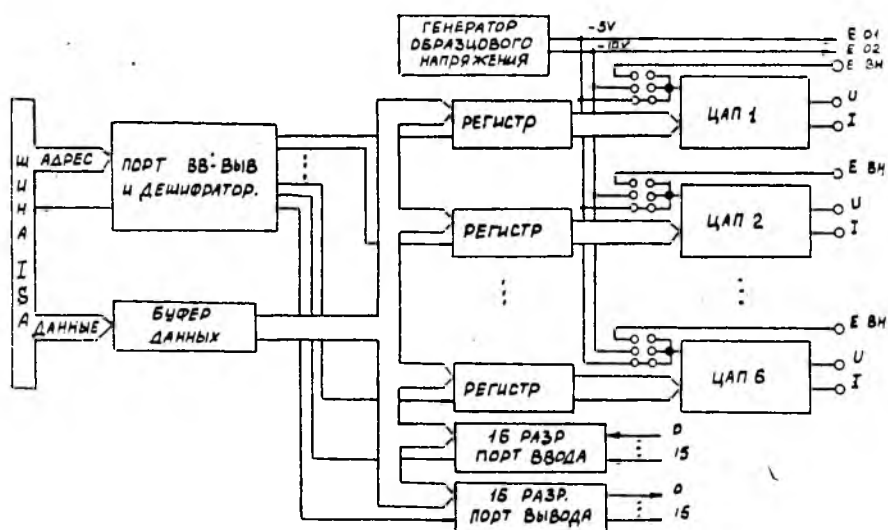 ГЕНЕРАТОР
ОБРАЗЦОВОГО
НАПРЯЖЕНИЯ
-5V
-10V
E 01
E 02
E ВН
ШИНА ISA
АДРЕС
ПОРТ ВВ-ВЫВ
И ДЕШИФРАТОР.
РЕГИСТР
ЦАП 1
U
I
E ВН
РЕГИСТР
ЦАП 2
U
I
ДАННЫЕ
БУФЕР
ДАННЫХ
E ВН
РЕГИСТР
ЦАП 6
U
I
16 РАЗР
ПОРТ ВВОДА
0
15
16 РАЗР.
ПОРТ ВЫВОДА
0
15